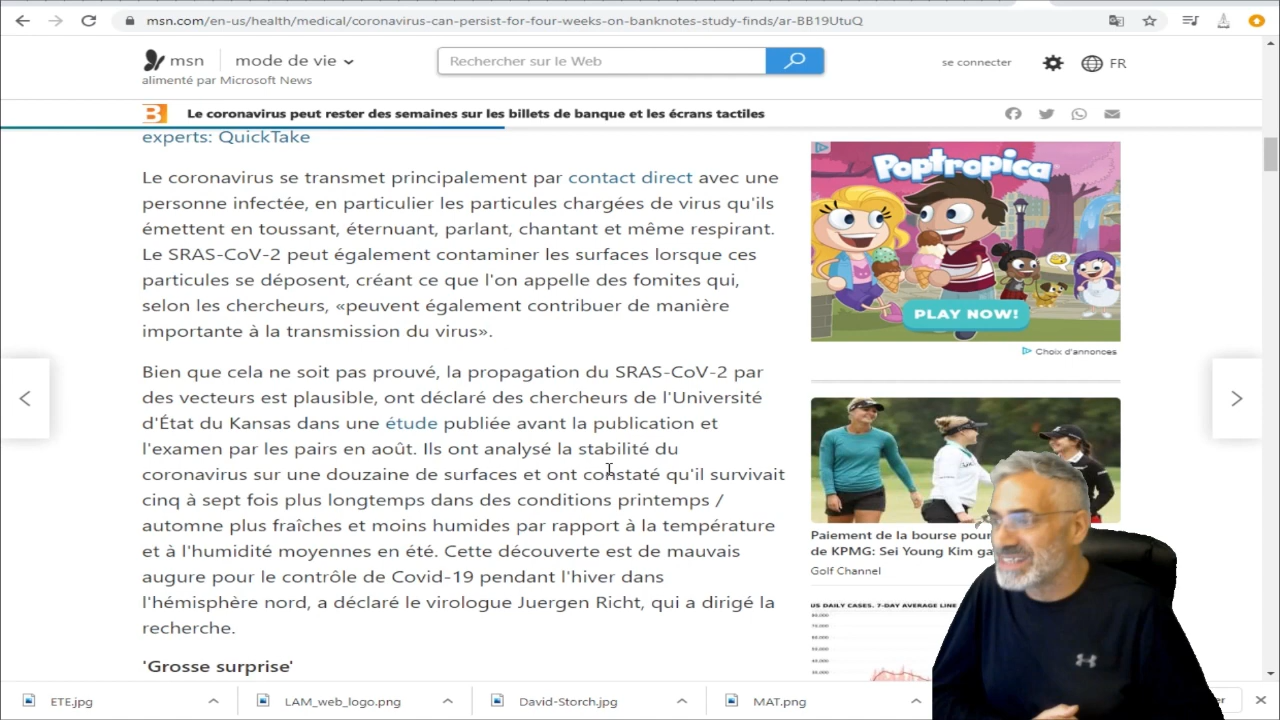 msn.com/en-us/health/medical/coronavirus-can-persist-for-four-weeks-on-banknotes-study-finds/ar-BB19UtuQ
msn
mode de vie
Rechercher sur le Web
se connecter
FR
alimenté par Microsoft News
B
Le coronavirus peut rester des semaines sur les billets de banque et les écrans tactiles
experts: QuickTake
Le coronavirus se transmet principalement par contact direct avec une
personne infectée, en particulier les particules chargées de virus qu'ils
émettent en toussant, éternuant, parlant, chantant et même respirant.
Le SRAS-CoV-2 peut également contaminer les surfaces lorsque ces
particules se déposent, créant ce que l'on appelle des fomites qui,
selon les chercheurs, «peuvent également contribuer de manière
importante à la transmission du virus».
Bien que cela ne soit pas prouvé, la propagation du SRAS-CoV-2 par
des vecteurs est plausible, ont déclaré des chercheurs de l'Université
d'État du Kansas dans une étude publiée avant la publication et
l'examen par les pairs en août. Ils ont analysé la stabilité du
coronavirus sur une douzaine de surfaces et ont constaté qu'il survivait
cinq à sept fois plus longtemps dans des conditions printemps /
automne plus fraîches et moins humides par rapport à la température
et à l'humidité moyennes en été. Cette découverte est de mauvais
augure pour le contrôle de Covid-19 pendant l'hiver dans
l'hémisphère nord, a déclaré le virologue Juergen Richt, qui a dirigé la
recherche.
'Grosse surprise'
Poptropica
PLAY NOW!
Choix d'annonces
Paiement de la bourse pour
de KPMG: Sei Young Kim ga
Golf Channel
US DAILY CASES. 7-DAY AVERAGE LINE
ETE.jpg
LAM_web_logo.png
David-Storch.jpg
MAT.png
er